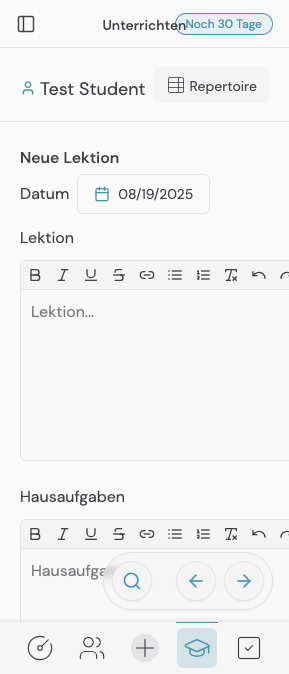 Unterrichten
Noch 30 Tage
Test Student
Repertoire
Neue Lektion
Datum
08/19/2025
Lektion
B I U S
Lektion...
Hausaufgaben
B I U S
Hausaufga